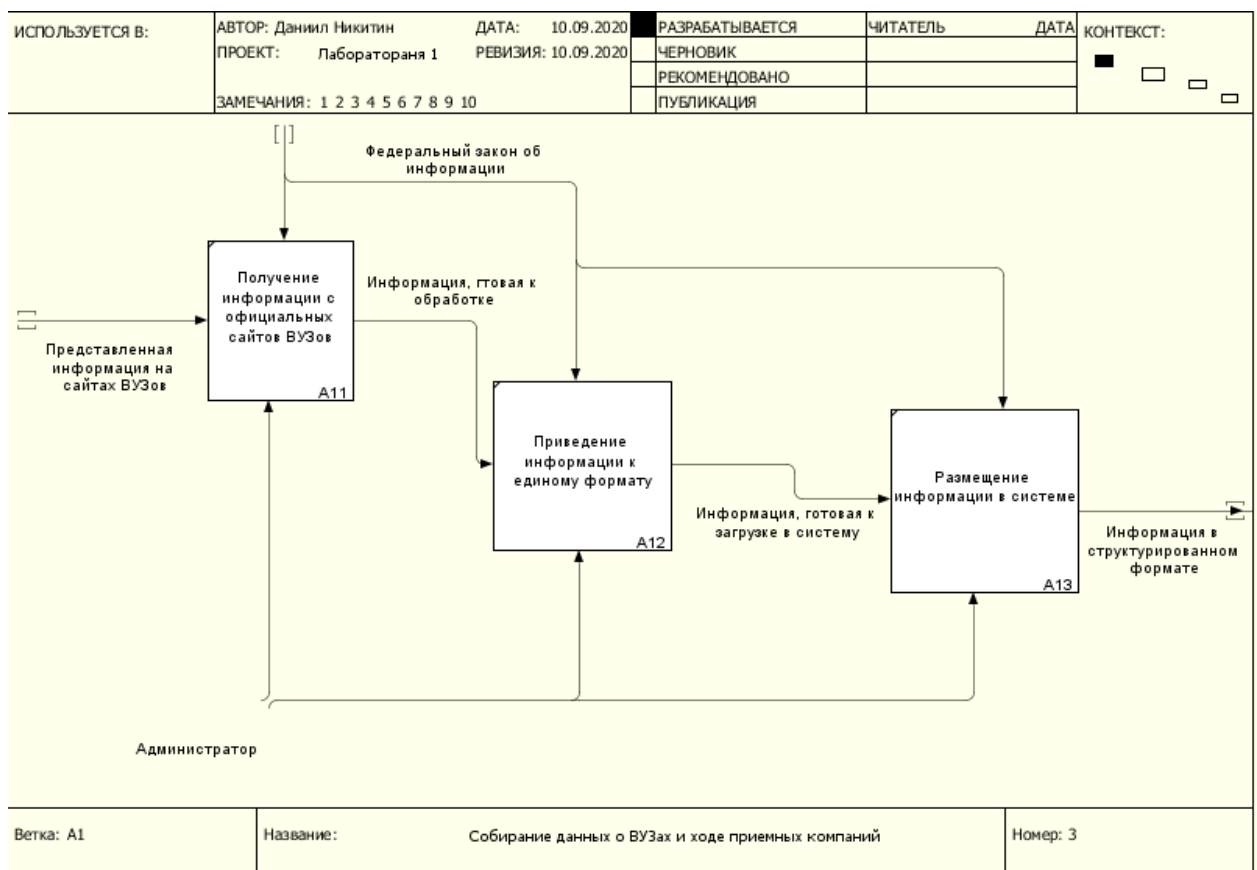 ИСПОЛЬЗУЕТСЯ В:
АВТОР: Даниил Никитин
ДАТА: 10.09.2020
ПРОЕКТ: Лаборатораня 1
РЕВИЗИЯ: 10.09.2020
ЗАМЕЧАНИЯ: 1 2 3 4 5 6 7 8 9 10
РАЗРАБАТЫВАЕТСЯ
ЧЕРНОВИК
РЕКОМЕНДОВАНО
ПУБЛИКАЦИЯ
ЧИТАТЕЛЬ
ДАТА
КОНТЕКСТ:
Федеральный закон об
информации
Получение
информации с
официальных
сайтов ВУЗов
A11
Информация, гтовая к
обработке
Представленная
информация на
сайтах ВУЗов
Приведение
информации к
единому формату
A12
Информация, готовая к
загрузке в систему
Размещение
информации в системе
A13
Информация в
структурированном
формате
Администратор
Ветка: A1
Название:
Собирание данных о ВУЗах и ходе приемных компаний
Номер: 3